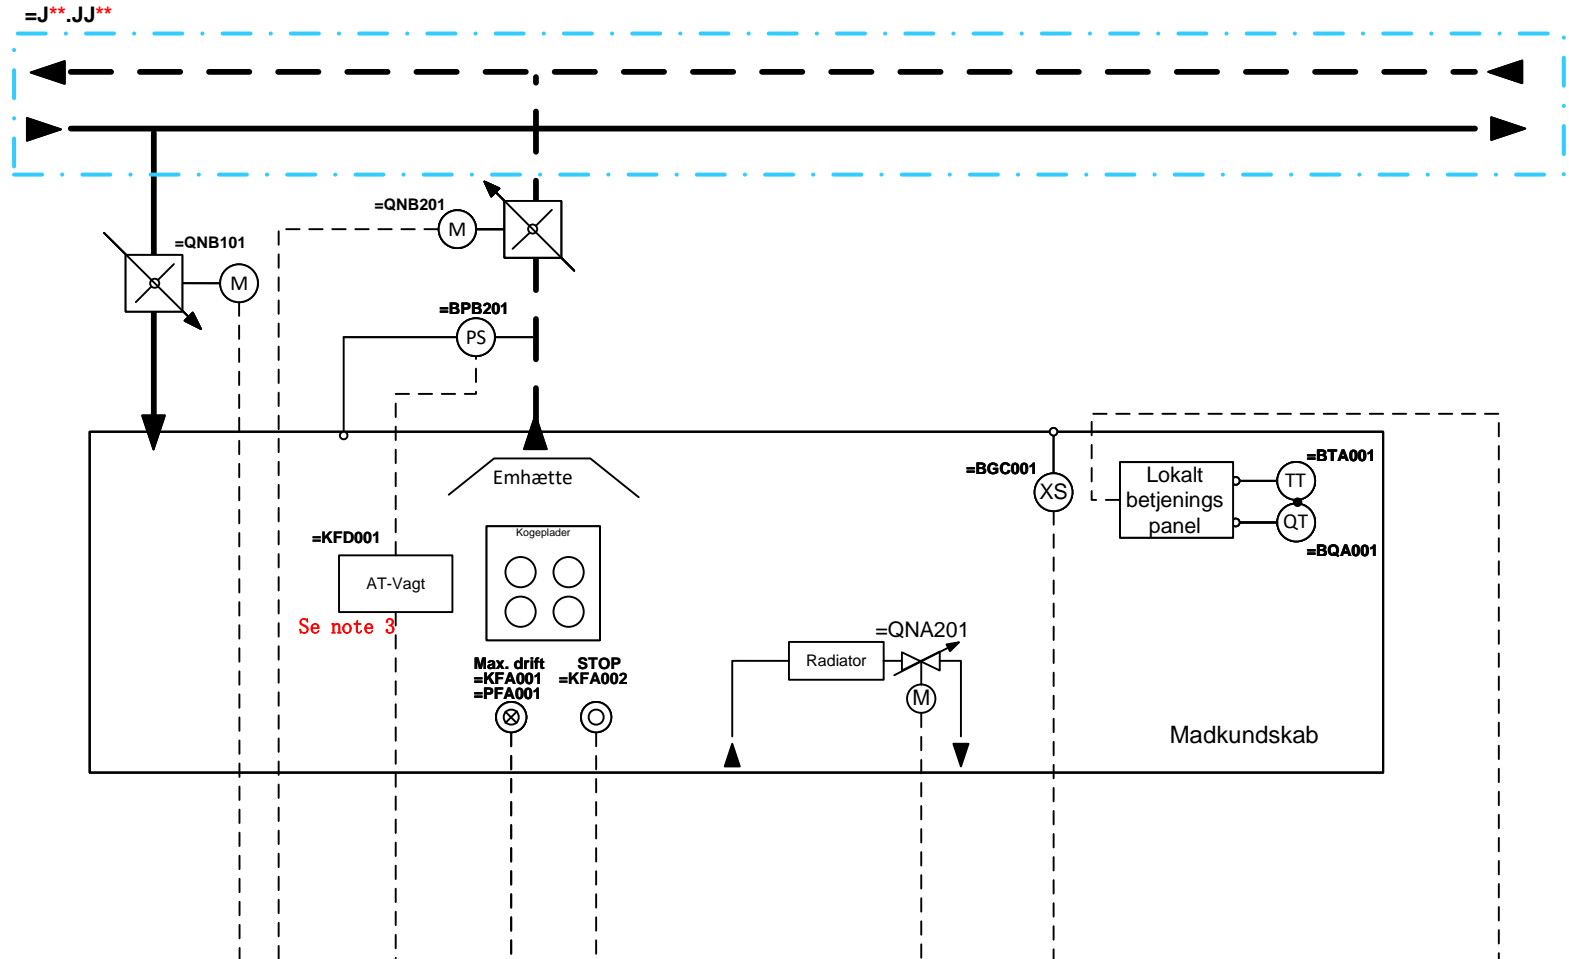 =J**.JJ**
=QNB201
M
=QNB101
M
=BPB201
PS
Emhætte
=BGC001
XS
Lokalt
betjenings
panel
=BTA001
TT
QT
=BQA001
=KFD001
AT-Vagt
Se note 3
Kogeplader
Max. drift
=KFA001
=PFA001
STOP
=KFA002
=QNA201
Radiator
M
Madkundskab